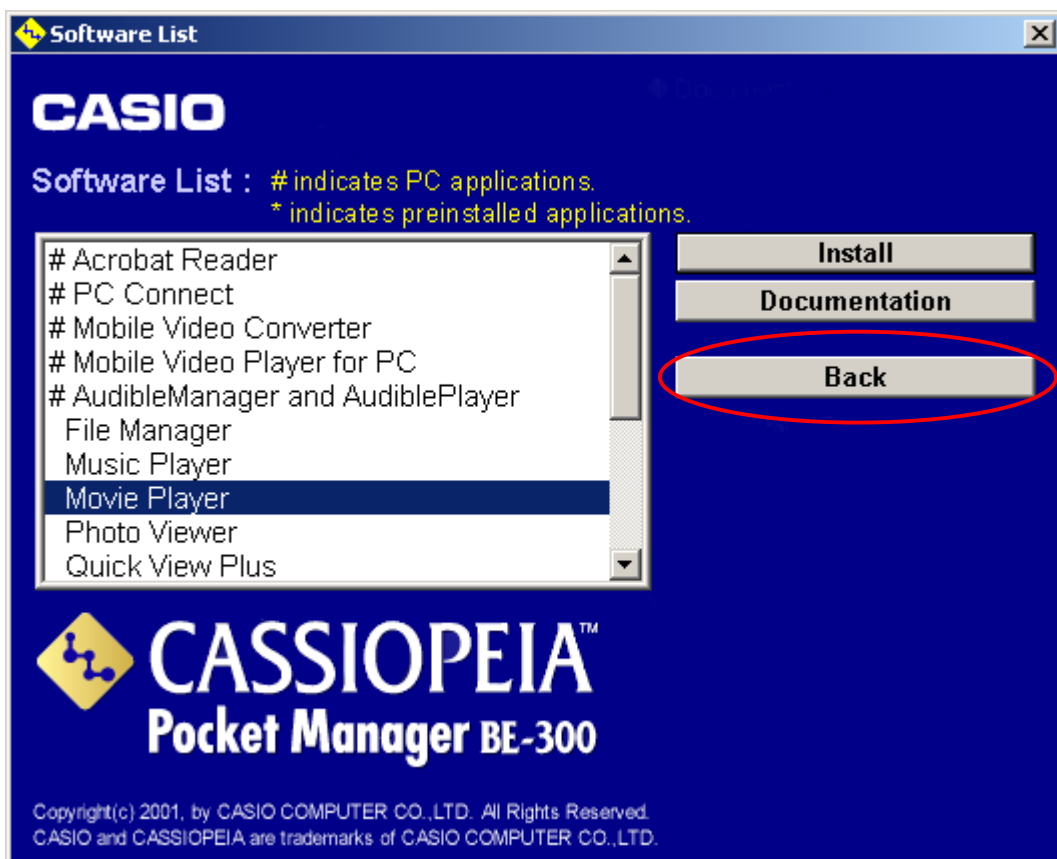 Software List
CASIO
Software List : # indicates PC applications.
* indicates preinstalled applications.
# Acrobat Reader
# PC Connect
# Mobile Video Converter
# Mobile Video Player for PC
# AudibleManager and AudiblePlayer
File Manager
Music Player
Movie Player
Photo Viewer
Quick View Plus
Install
Documentation
Back
CASSIOPEIA™
Pocket Manager BE-300
Copyright(c) 2001, by CASIO COMPUTER CO.,LTD. All Rights Reserved.
CASIO and CASSIOPEIA are trademarks of CASIO COMPUTER CO.,LTD.